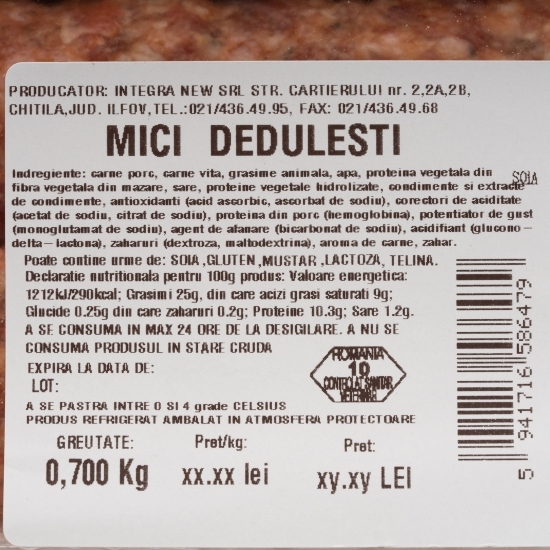 PRODUCATOR: INTEGRA NEW SRL STR. CARTIERULUI nr. 2,2A,2B,
CHITILA,JUD. ILFOV,TEL.:021/436.49.95, FAX: 021/436.49.68
MICI DEDULESTI
Indregiente: carne porc, carne vita, grasime animala, apa, proteina vegetala din SOIA
fibra vegetala din mazare, sare, proteine vegetale hidrolizate, condimente si extracte
de condimente, antioxidanti (acid ascorbic, ascorbat de sodiu), corectori de aciditate
(acetat de sodiu, citrat de sodiu), proteina din porc (hemoglobina), potentiator de gust
(monoglutamat de sodiu), agent de afanare (bicarbonat de sodiu), acidifiant (glucono-
delta-lactona), zaharuri (dextroza, maltodextrina), aroma de carne, zahar.
Poate contine urme de: SOIA ,GLUTEN ,MUSTAR ,LACTOZA, TELINA.
Declaratie nutritionala pentru 100g produs: Valoare energetica:
1212kJ/290kcal; Grasimi 25g, din care acizi grasi saturati 9g;
Glucide 0.25g din care zaharuri 0.2g; Proteine 10.3g; Sare 1.2g.
A SE CONSUMA IN MAX 24 ORE DE LA DESIGILARE. A NU SE
CONSUMA PRODUSUL IN STARE CRUDA
EXPIRA LA DATA DE:
LOT:
ROMANIA
10
CONTROLAT SANITAR
VETERINAR
A SE PASTRA INTRE 0 SI 4 grade CELSIUS
PRODUS REFRIGERAT AMBALAT IN ATMOSFERA PROTECTOARE
GREUTATE: Pret/kg: Pret:
0,700 Kg xx.xx lei xy.xy LEI
5 941716 586479